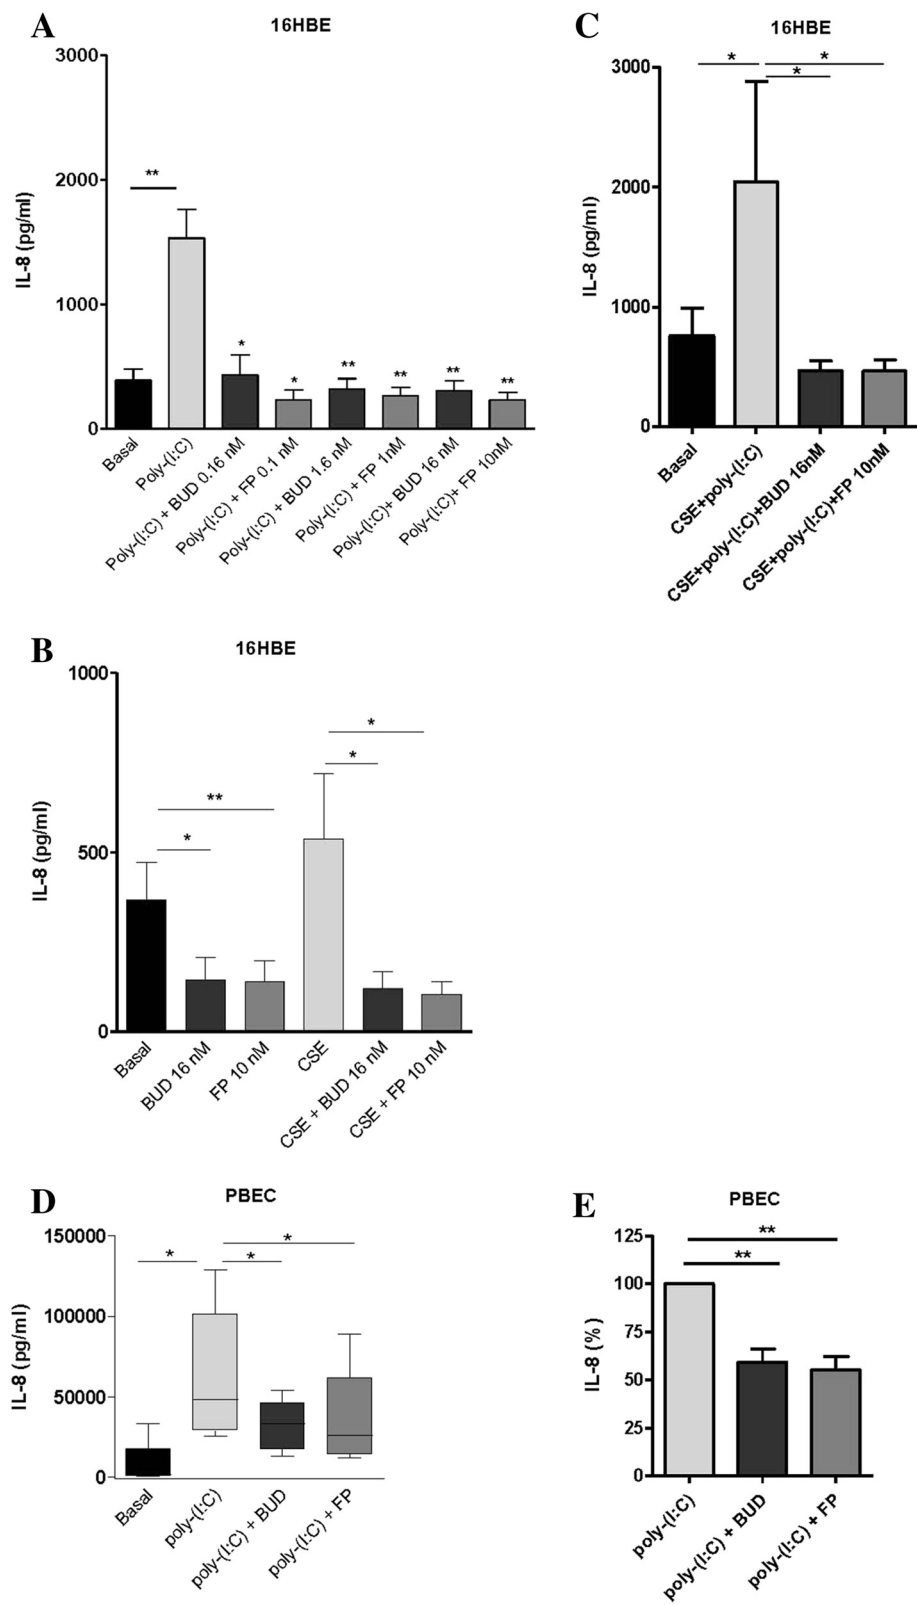 A
16HBE
IL-8 (pg/ml)
3000
2000
1000
0
**
*
*
**
**
**
**
Basal
Poly-(I:C)
Poly-(I:C) + BUD 0.16 nM
Poly-(I:C) + FP 0.1 nM
Poly-(I:C) + BUD 1.6 nM
Poly-(I:C) + FP 1nM
Poly-(I:C)+ BUD 16 nM
Poly-(I:C)+ FP 10nM
C
16HBE
IL-8 (pg/ml)
3000
2000
1000
0
*
*
*
Basal
CSE+poly-(I:C)
CSE+poly-(I:C)+BUD 16nM
CSE+poly-(I:C)+FP 10nM
B
16HBE
IL-8 (pg/ml)
1000
500
0
*
**
*
*
Basal
BUD 16 nM
FP 10 nM
CSE
CSE + BUD 16 nM
CSE + FP 10 nM
D
PBEC
IL-8 (pg/ml)
150000
100000
50000
0
*
*
*
Basal
poly-(I:C)
poly-(I:C) + BUD
poly-(I:C) + FP
E
PBEC
IL-8 (%)
125
100
75
50
25
0
**
**
poly-(I:C)
poly-(I:C) + BUD
poly-(I:C) + FP